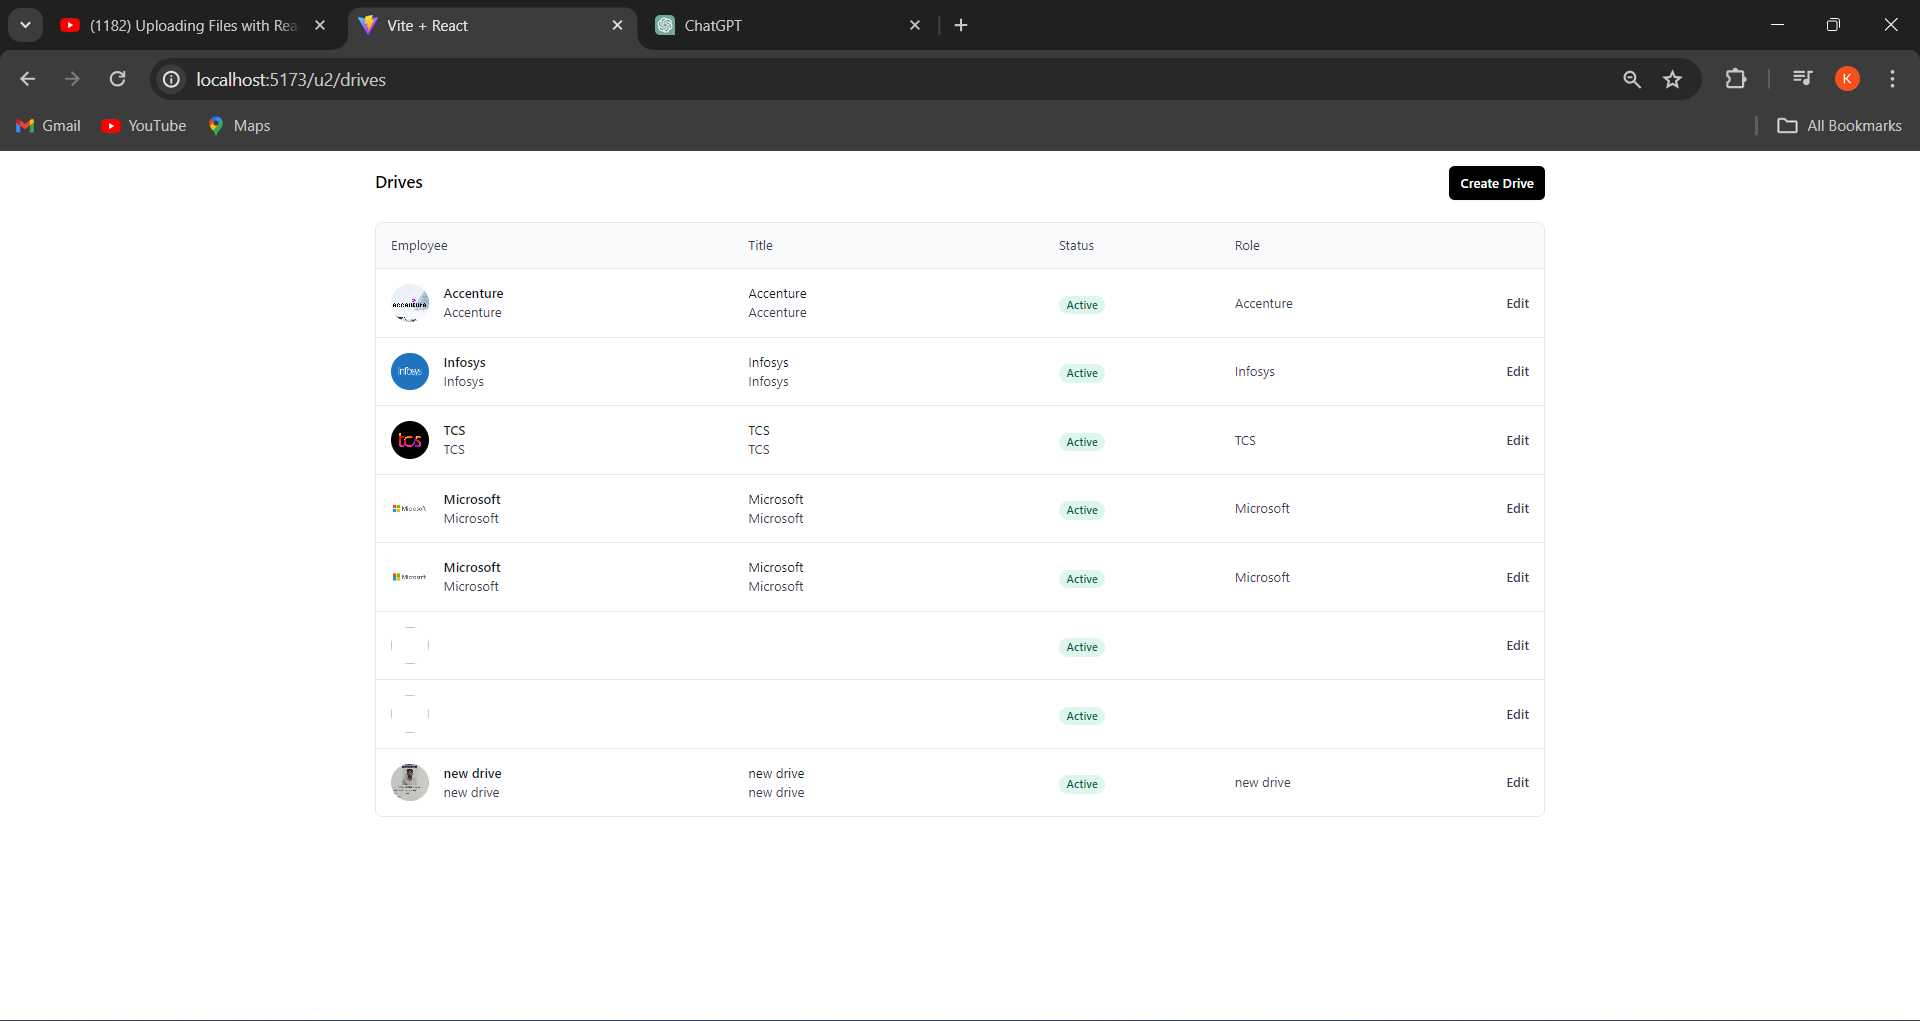 (1182) Uploading Files with Rea
Vite + React
ChatGPT
localhost:5173/u2/drives
K
Gmail
YouTube
Maps
All Bookmarks
Drives
Create Drive
Employee Title Status Role
accenture
Accenture Accenture
Accenture Accenture
Active Accenture Edit
Infosys
Infosys Infosys
Infosys Infosys
Active Infosys Edit
tcs
TCS TCS
TCS TCS
Active TCS Edit
Microsoft
Microsoft Microsoft
Microsoft Microsoft
Active Microsoft Edit
Microsoft
Microsoft Microsoft
Microsoft Microsoft
Active Microsoft Edit
Active Edit
Active Edit
new drive new drive
new drive new drive
Active new drive Edit